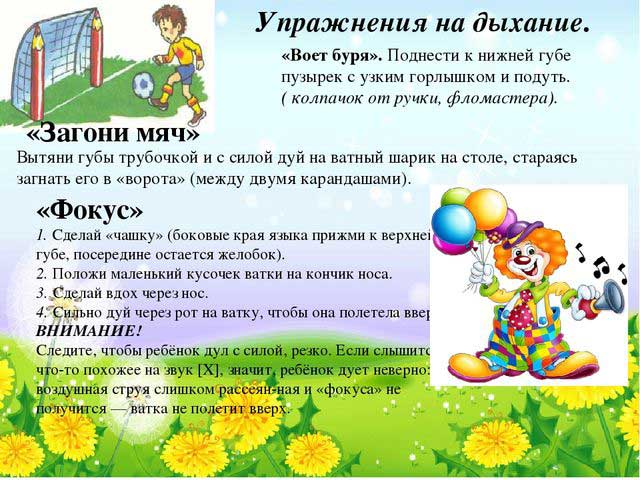 Упражнения на дыхание.
«Воет буря». Поднести к нижней губе
пузырек с узким горлышком и подуть.
( колпачок от ручки, фломастера).
«Загони мяч»
Вытяни губы трубочкой и с силой дуй на ватный шарик на столе, стараясь
загнать его в «ворота» (между двумя карандашами).
«Фокус»
1. Сделай «чашку» (боковые края языка прижми к верхней
губе, посередине остается желобок).
2. Положи маленький кусочек ватки на кончик носа.
3. Сделай вдох через нос.
4. Сильно дуй через рот на ватку, чтобы она полетела ввер
ВНИМАНИЕ!
Следите, чтобы ребёнок дул с силой, резко. Если слышитс
что-то похожее на звук [X], значит, ребёнок дует неверно:
воздушная струя слишком рассеян-ная и «фокуса» не
получится — ватка не полетит вверх.